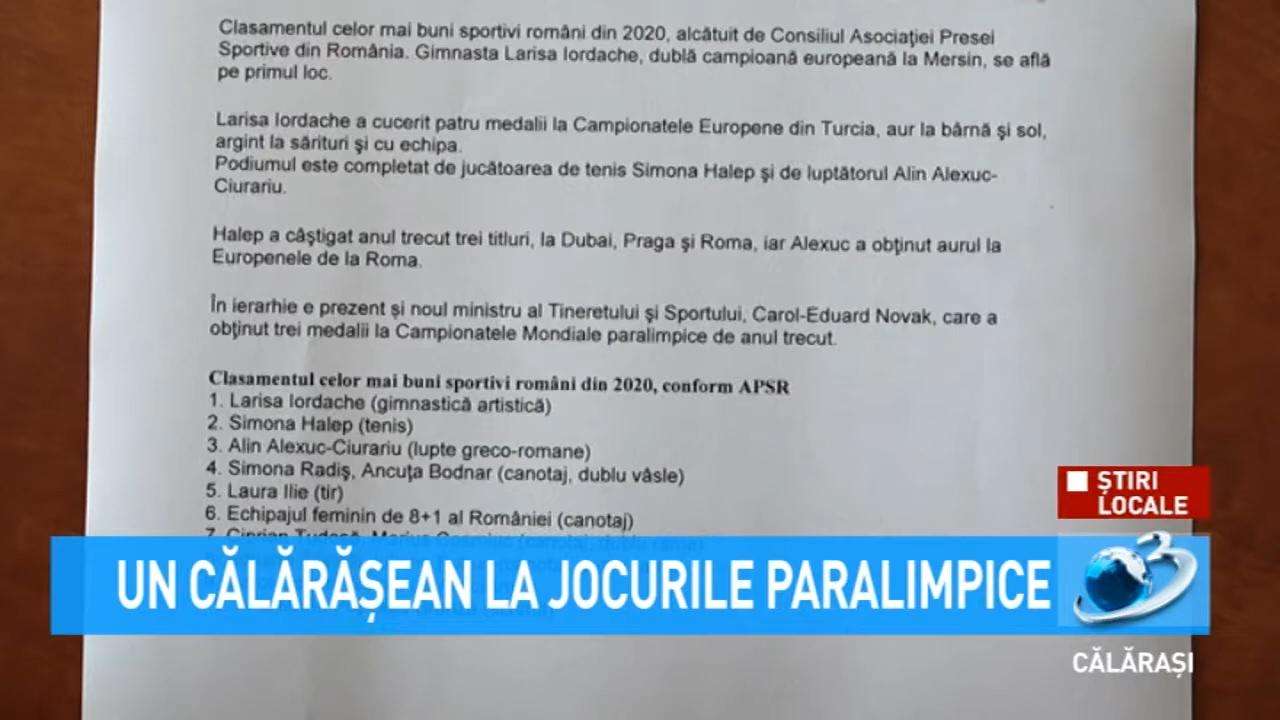 Clasamentul celor mai buni sportivi români din 2020, alcătuit de Consiliul Asociaţiei Presei
Sportive din România. Gimnasta Larisa Iordache, dublă campioană europeană la Mersin, se află
pe primul loc.
Larisa Iordache a cucerit patru medalii la Campionatele Europene din Turcia, aur la bârnă şi sol,
argint la sărituri şi cu echipa.
Podiumul este completat de jucătoarea de tenis Simona Halep şi de luptătorul Alin Alexuc-
Ciurariu.
Halep a câştigat anul trecut trei titluri, la Dubai, Praga şi Roma, iar Alexuc a obţinut aurul la
Europenele de la Roma.
În ierarhie e prezent şi noul ministru al Tineretului şi Sportului, Carol-Eduard Novak, care a
obţinut trei medalii la Campionatele Mondiale paralimpice de anul trecut.
Clasamentul celor mai buni sportivi români din 2020, conform APSR
1. Larisa Iordache (gimnastică artistică)
2. Simona Halep (tenis)
3. Alin Alexuc-Ciurariu (lupte greco-romane)
4. Simona Radiş, Ancuţa Bodnar (canotaj, dublu vâsle)
5. Laura Ilie (tir)
6. Echipajul feminin de 8+1 al României (canotaj)
7. Ciprian
ȘTIRI
LOCALE
UN CĂLĂRĂȘEAN LA JOCURILE PARALIMPICE
3
CĂLĂRAȘI